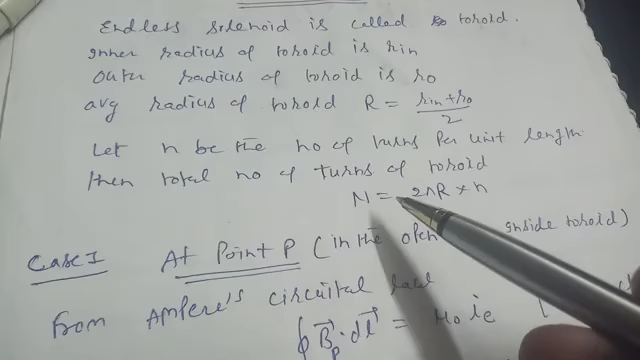 Endless solenoid is called toroid.
Inner radius of toroid is rin
Outer radius of toroid is ro
avg radius of toroid R = rin+ro/2
Let n be the no of turns per unit length
then total no of turns of toroid
N = 2πR × n
Case I At Point P (in the open inside toroid)
From Ampere's circuital law
∮ B⃗p · dl⃗ = μ0 ie